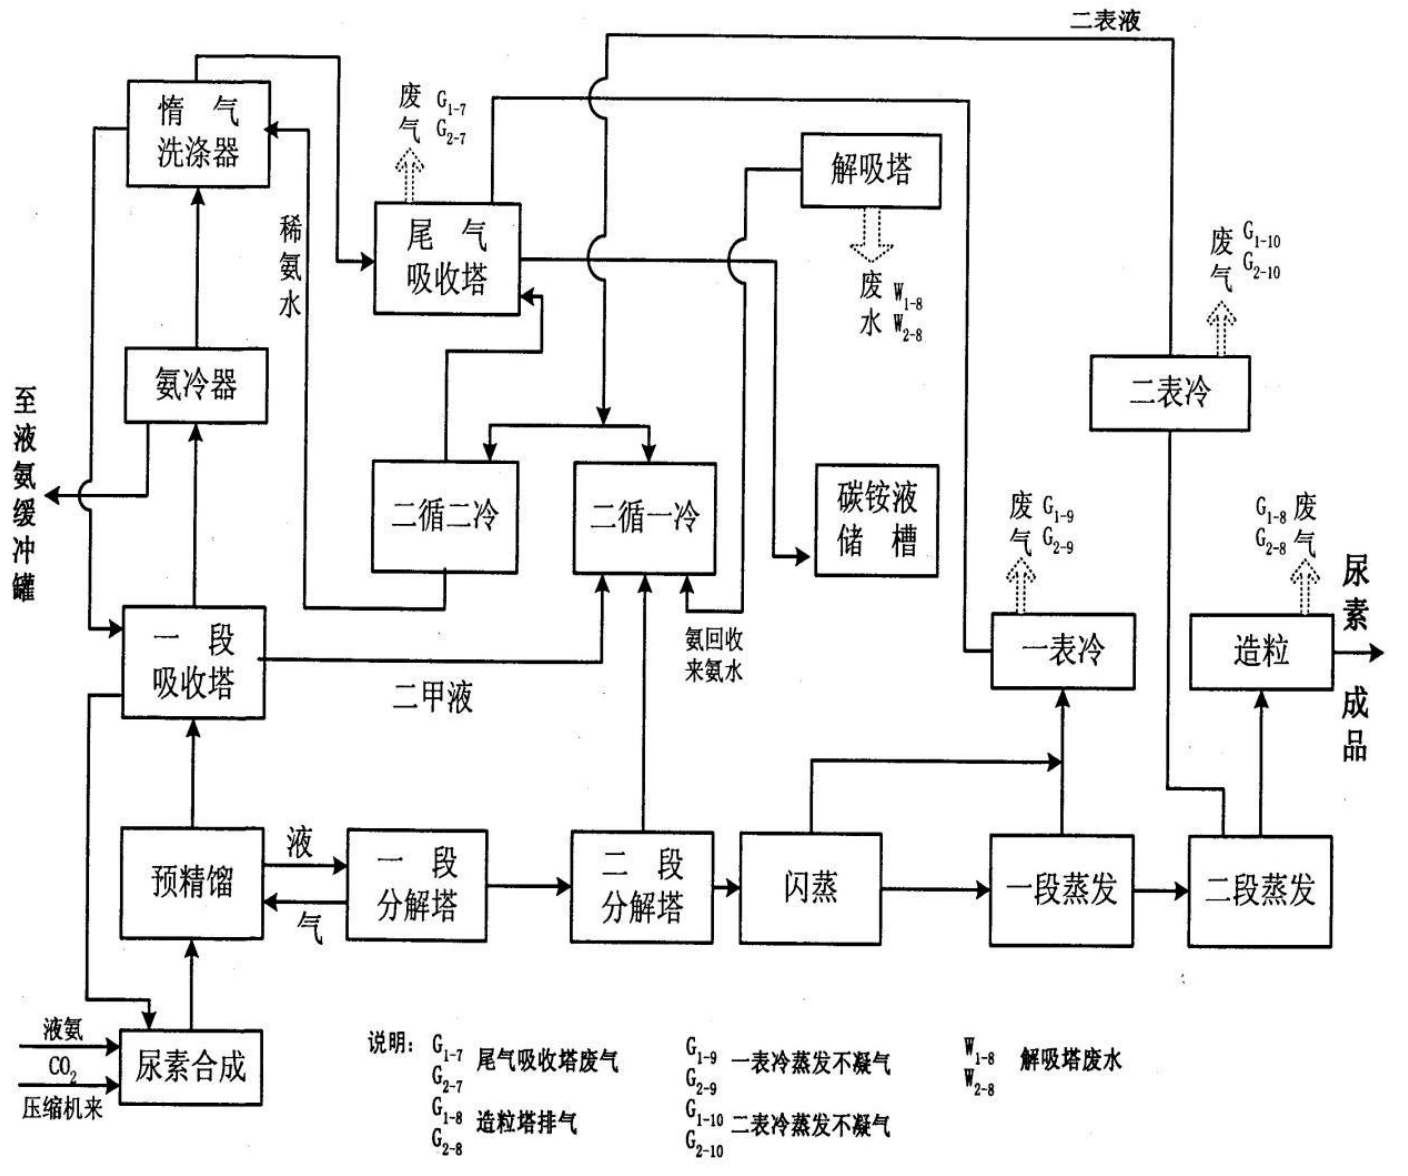 二表液
惰 气
洗涤器
废 G1-7
气 G2-7
解吸塔
稀
氨
水
尾 气
吸收塔
废 W1-8
水 W2-8
废 G1-10
气 G2-10
氨冷器
二表冷
至
液
氨
缓
冲
罐
二循二冷
二循一冷
碳铵液
储 槽
废 G1-9
气 G2-9
G1-8 废
G2-8 气
尿
素
成
品
一 段
吸收塔
二甲液
氨回收
来氨水
一表冷
造粒
预精馏
液
气
一 段
分解塔
二 段
分解塔
闪蒸
一段蒸发
二段蒸发
液氨
CO2
压缩机来
尿素合成
说明：
G1-7
G2-7
尾气吸收塔废气
G1-8
G2-8
造粒塔排气
G1-9
G2-9
一表冷蒸发不凝气
G1-10
G2-10
二表冷蒸发不凝气
W1-8
W2-8
解吸塔废水